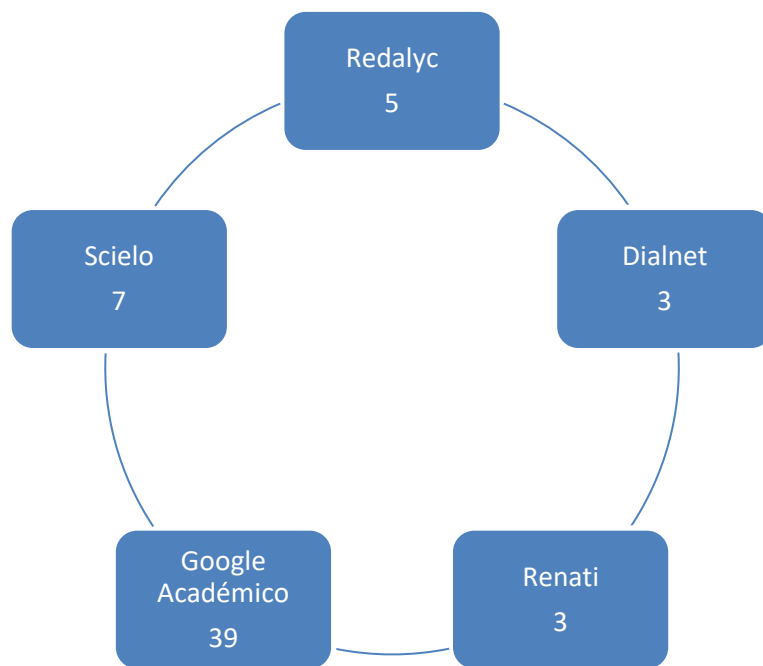 Redalyc
5
Scielo
7
Dialnet
3
Google
Académico
39
Renati
3